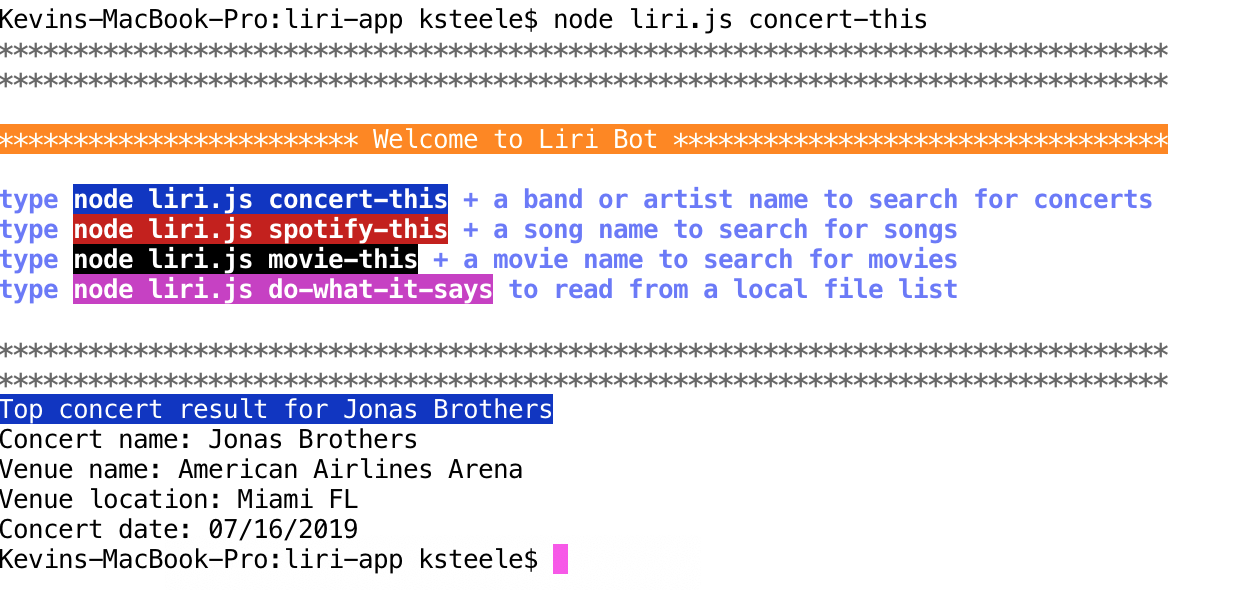 Kevins-MacBook-Pro:liri-app ksteele$ node liri.js concert-this
******************************************************************************
******************************************************************************
************************ Welcome to Liri Bot *********************************
type node liri.js concert-this + a band or artist name to search for concerts
type node liri.js spotify-this + a song name to search for songs
type node liri.js movie-this + a movie name to search for movies
type node liri.js do-what-it-says to read from a local file list
******************************************************************************
******************************************************************************
Top concert result for Jonas Brothers
Concert name: Jonas Brothers
Venue name: American Airlines Arena
Venue location: Miami FL
Concert date: 07/16/2019
Kevins-MacBook-Pro:liri-app ksteele$